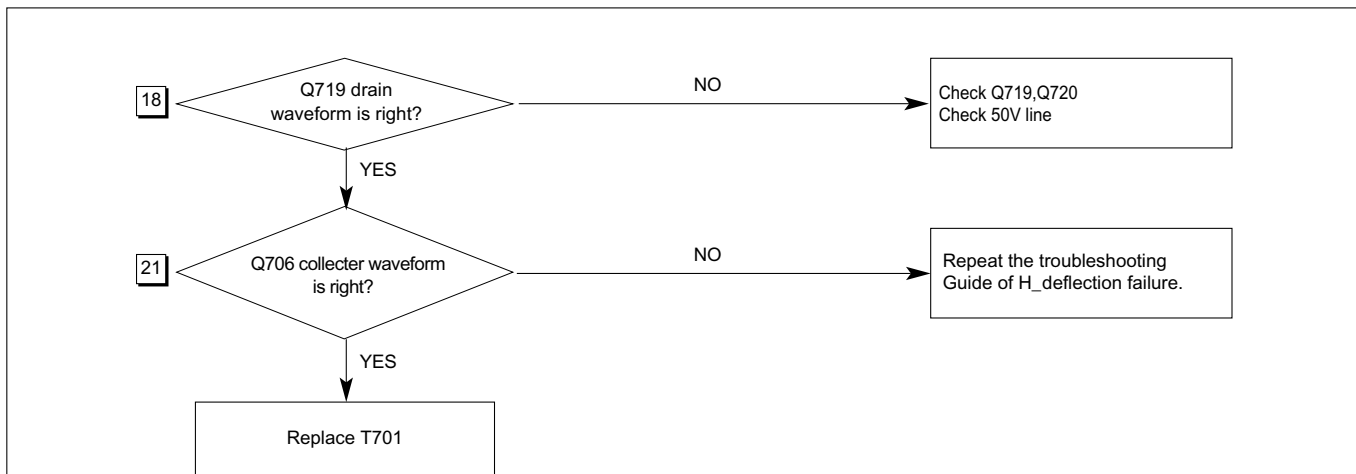 18
Q719 drain
waveform is right?
NO
Check Q719,Q720
Check 50V line
YES
21
Q706 collecter waveform
is right?
NO
Repeat the troubleshooting
Guide of H_deflection failure.
YES
Replace T701